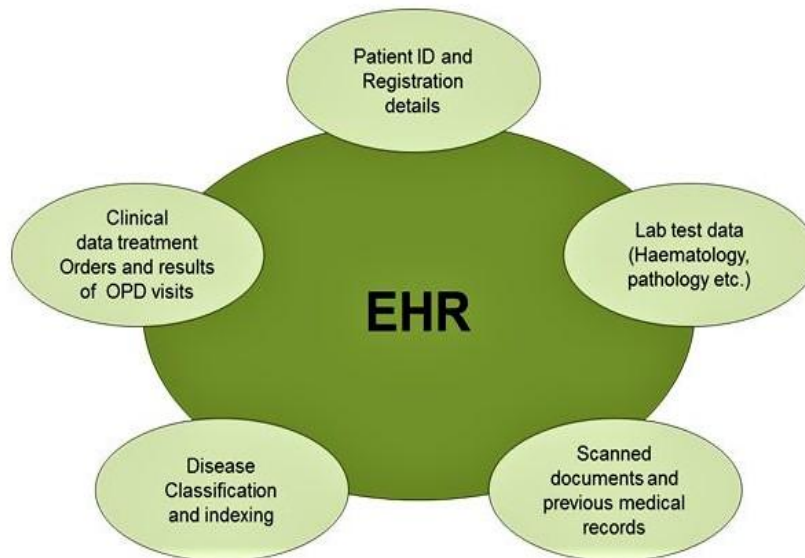 Patient ID and
Registration
details
Clinical
data treatment
Orders and results
of OPD visits
Lab test data
(Haematology,
pathology etc.)
EHR
Disease
Classification
and indexing
Scanned
documents and
previous medical
records